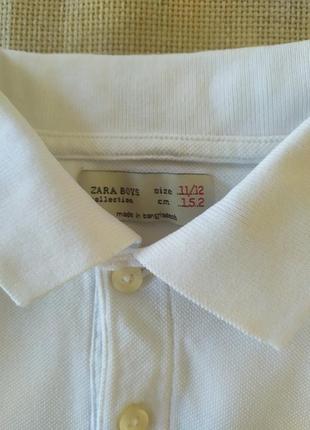 ZARA BOYS size 11/12
collection cm 152
made in bangladesh